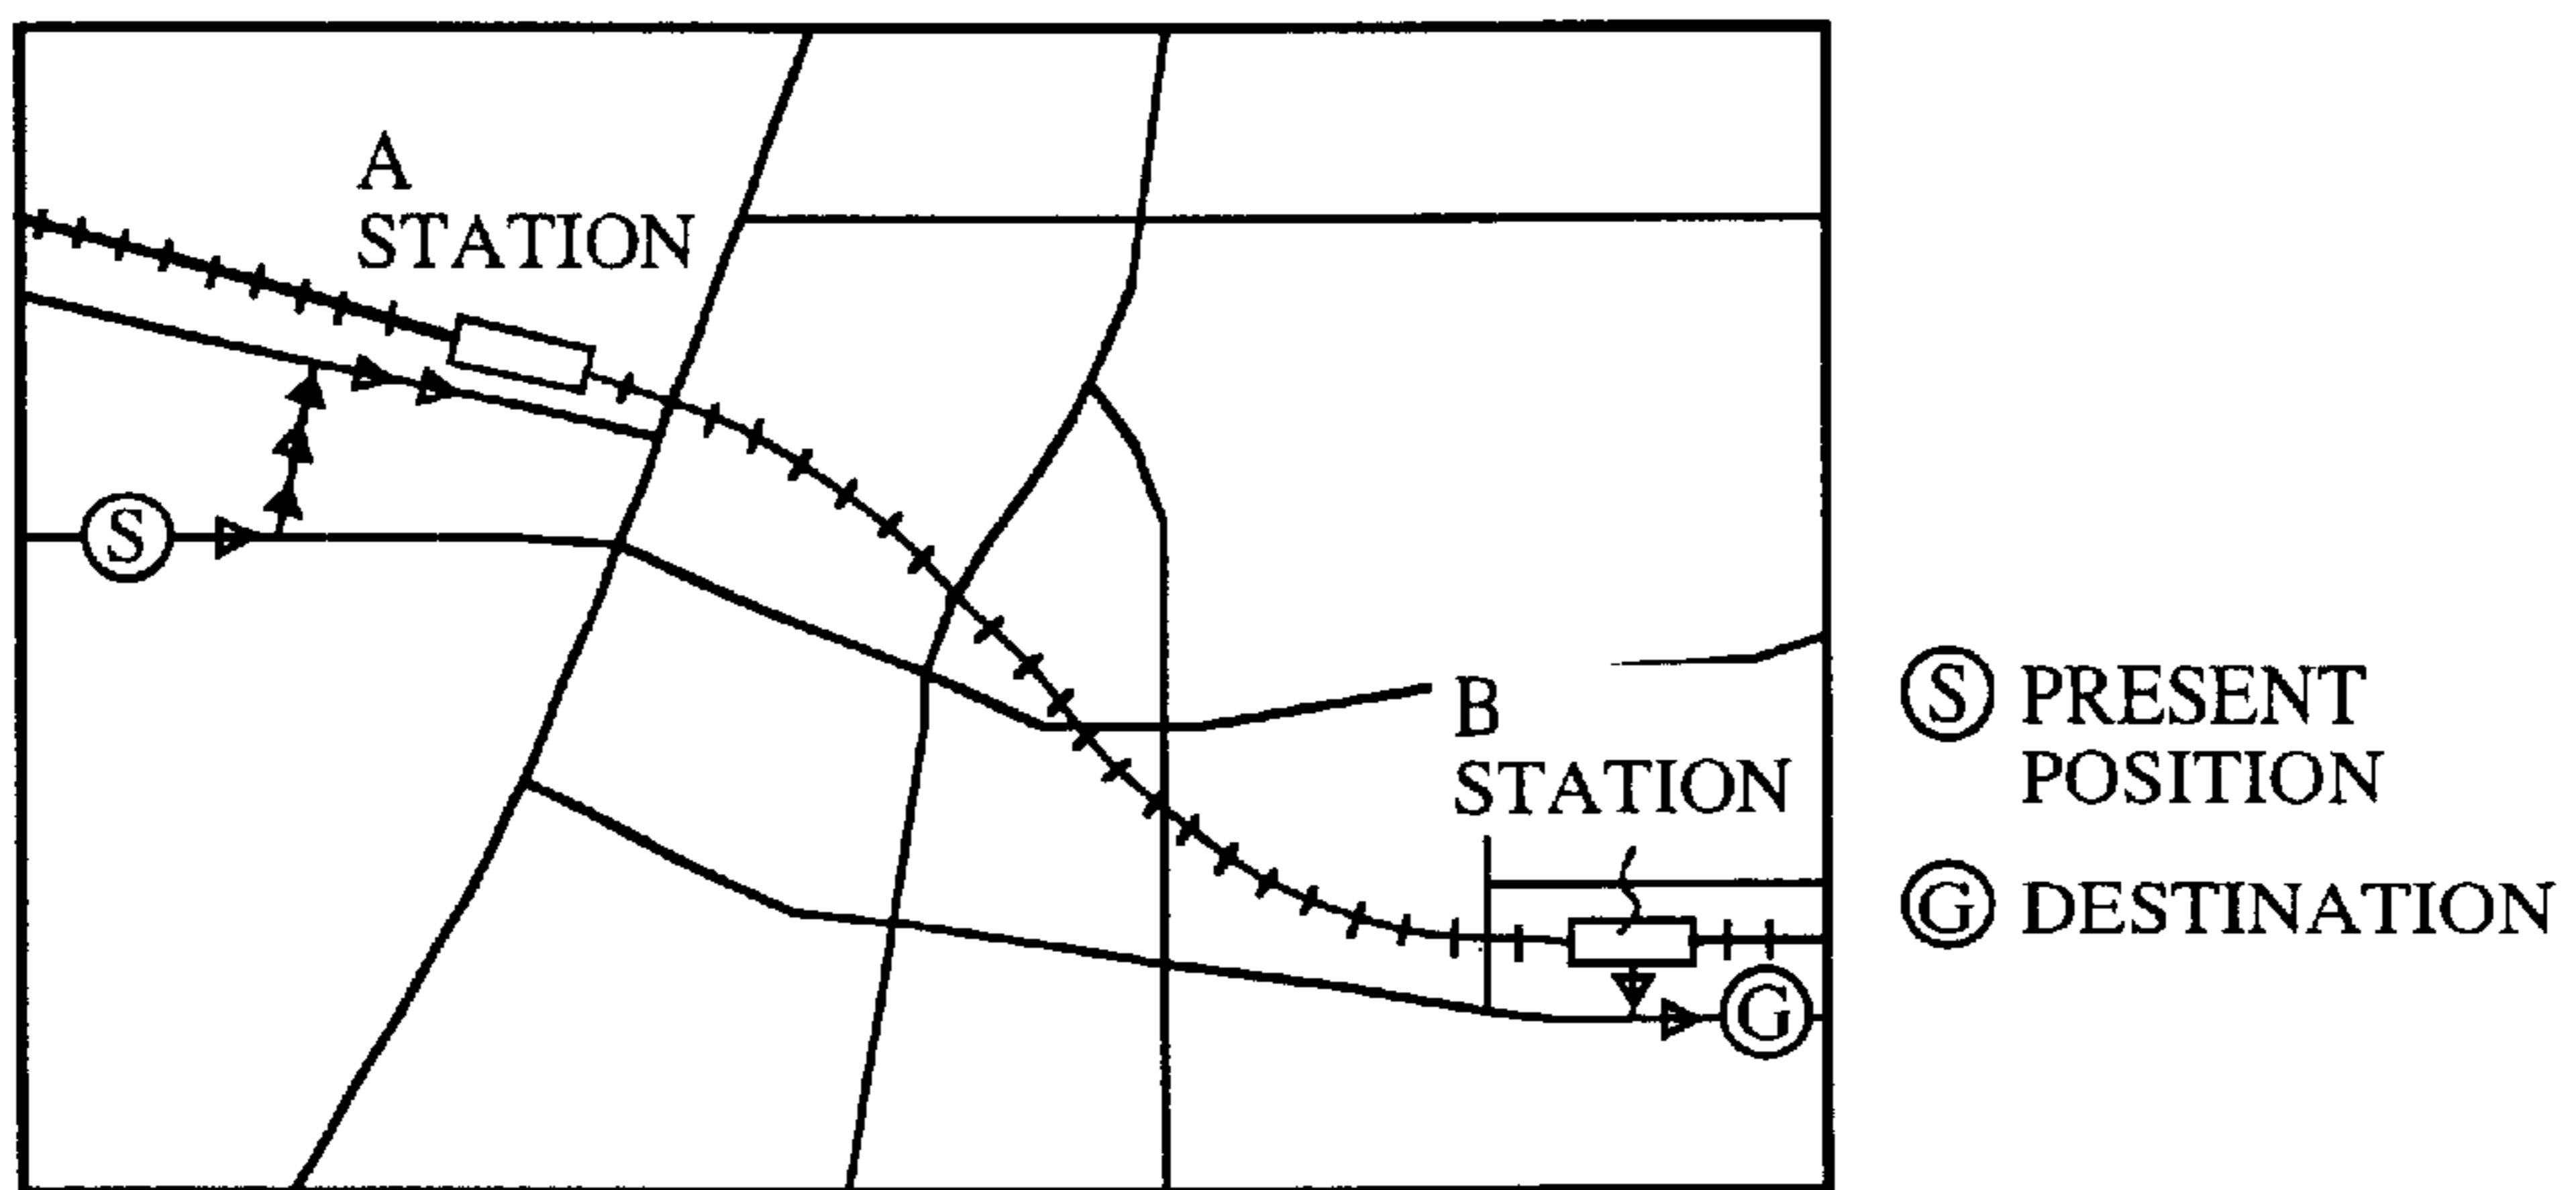 A
STATION
S
B
STATION
G
S PRESENT
POSITION
G DESTINATION